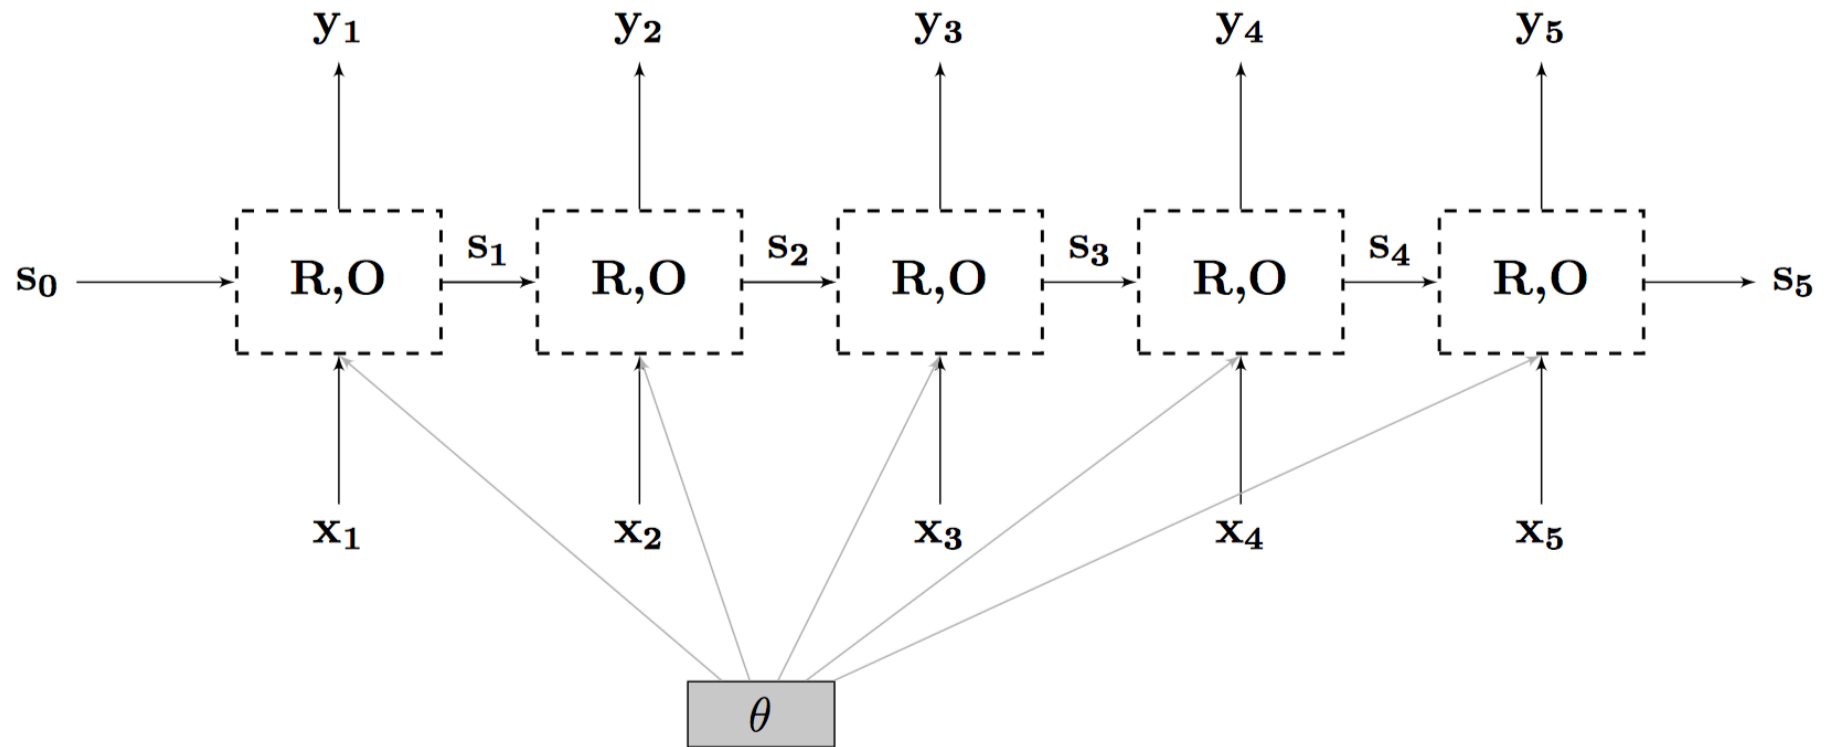 y₁ y₂ y₃ y₄ y₅
s₀ R,O s₁ R,O s₂ R,O s₃ R,O s₄ R,O s₅
x₁ x₂ x₃ x₄ x₅
θ